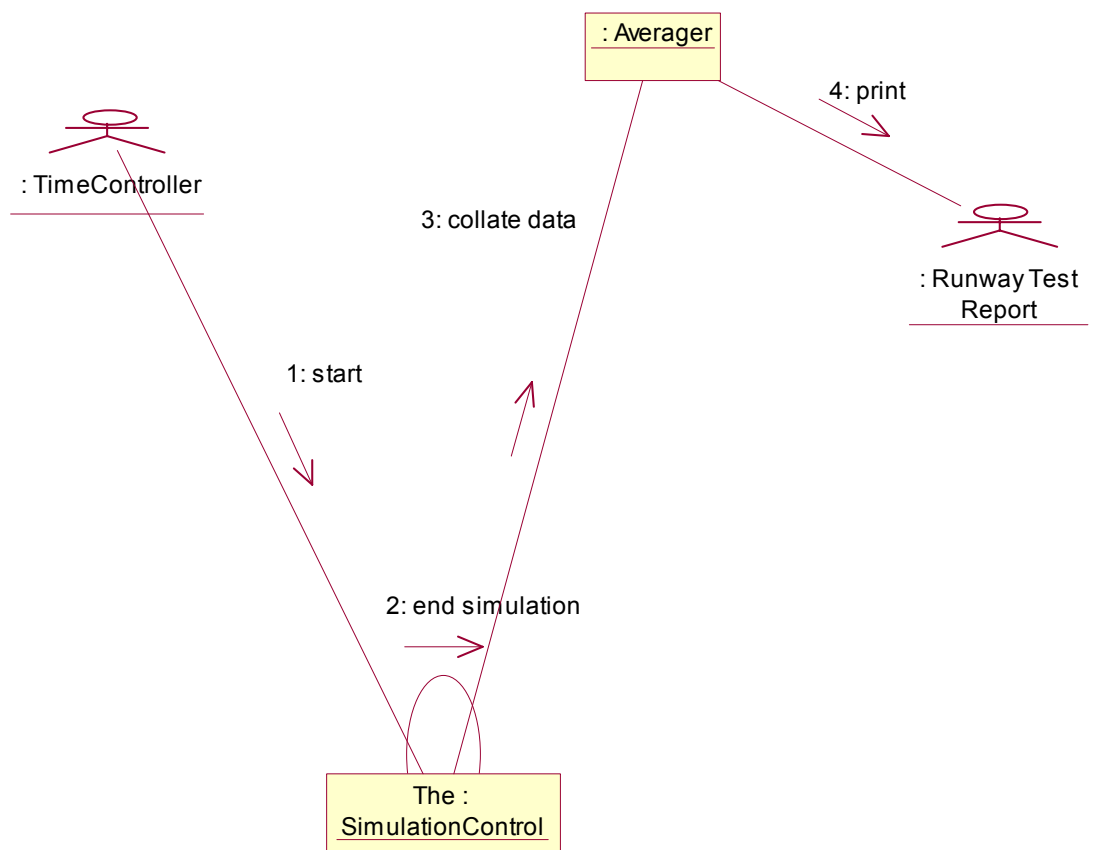 : Averager
4: print
: TimeController
3: collate data
: Runway Test
Report
1: start
2: end simulation
The :
SimulationControl